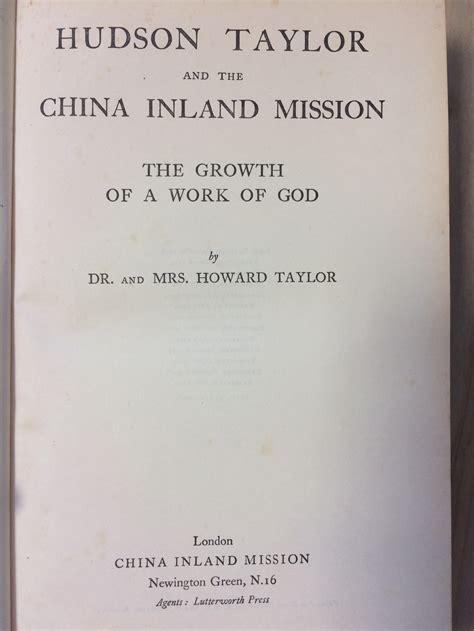 HUDSON TAYLOR
AND THE
CHINA INLAND MISSION
THE GROWTH
OF A WORK OF GOD
by
DR. AND MRS. HOWARD TAYLOR
London
CHINA INLAND MISSION
Newington Green, N.16
Agents: Lutterworth Press